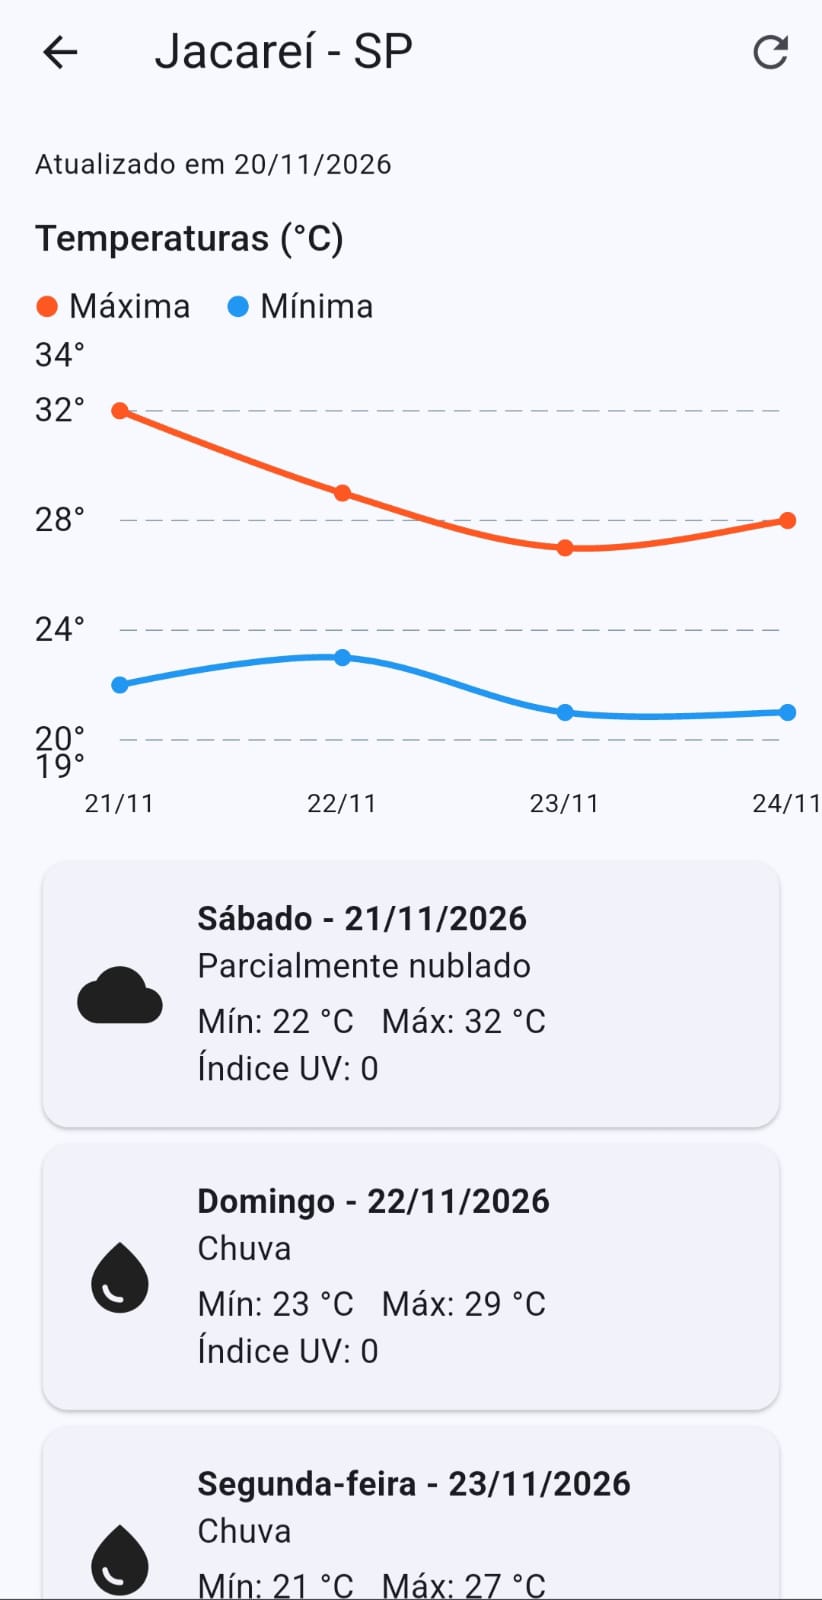 Jacareí - SP
Atualizado em 20/11/2026
Temperaturas (°C)
Máxima Mínima
34°
32°
28°
24°
20°
19°
21/11 22/11 23/11 24/11
Sábado - 21/11/2026
Parcialmente nublado
Mín: 22 °C Máx: 32 °C
Índice UV: 0
Domingo - 22/11/2026
Chuva
Mín: 23 °C Máx: 29 °C
Índice UV: 0
Segunda-feira - 23/11/2026
Chuva
Mín: 21 °C Máx: 27 °C